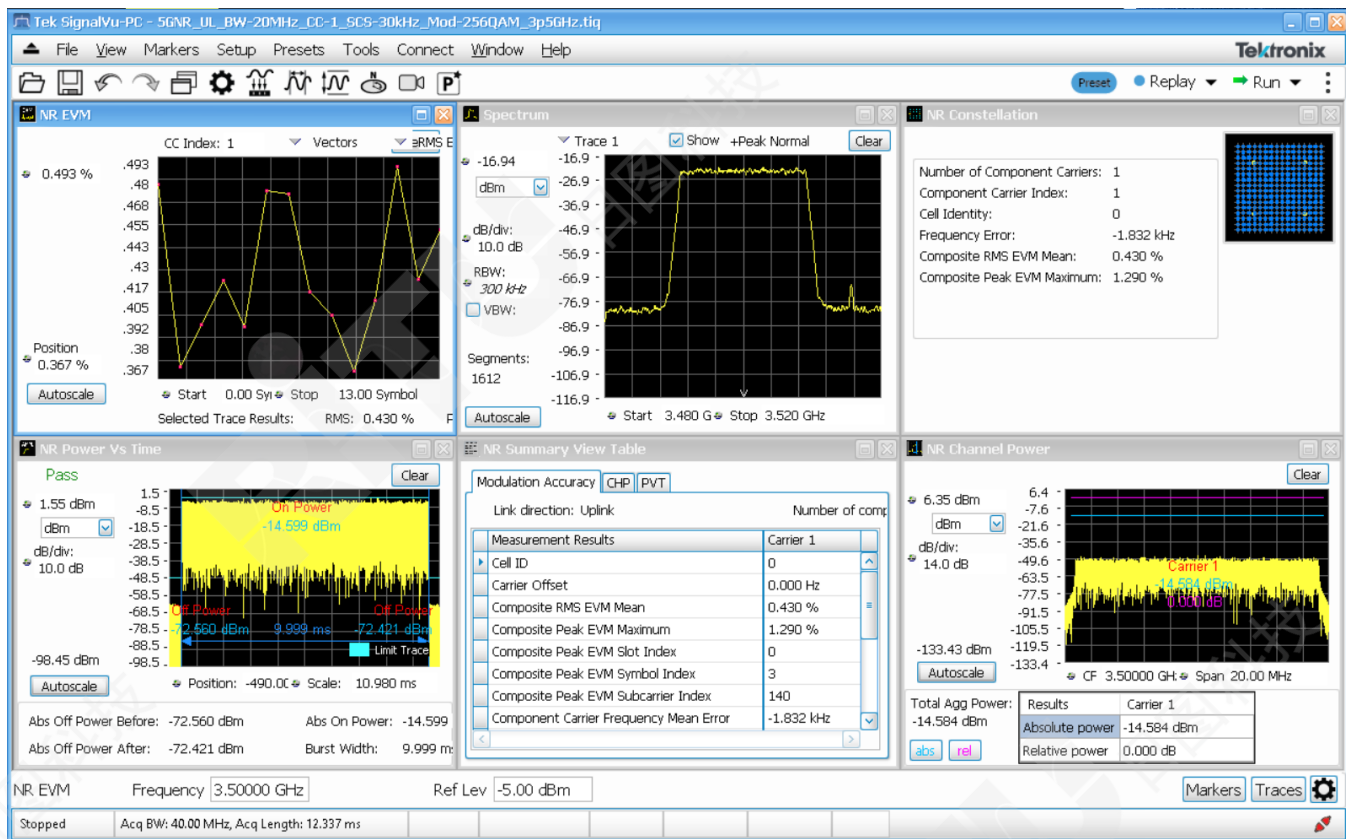 Tek SignalVu-PC - 5GNR_UL_BW-20MHz_CC-1_SCS-30kHz_Mod-256QAM_3p5GHz.tiq
File View Markers Setup Presets Tools Connect Window Help
Tektronix
Preset Replay Run
NR EVM
CC Index: 1 Vectors RMS E
0.493 %
.493
.48
.468
.455
.443
.43
.417
.405
.392
.38
.367
Position
0.367 %
Autoscale
Start 0.00 Sy Stop 13.00 Symbol
Selected Trace Results: RMS: 0.430 %
Spectrum
Trace 1 Show +Peak Normal Clear
-16.94
dBm
dB/div:
10.0 dB
RBW:
300 kHz
VBW:
Segments:
1612
Autoscale
-16.9
-26.9
-36.9
-46.9
-56.9
-66.9
-76.9
-86.9
-96.9
-106.9
-116.9
Start 3.480 G Stop 3.520 GHz
NR Constellation
Number of Component Carriers: 1
Component Carrier Index: 1
Cell Identity: 0
Frequency Error: -1.832 kHz
Composite RMS EVM Mean: 0.430 %
Composite Peak EVM Maximum: 1.290 %
NR Power Vs Time
Pass
Clear
1.55 dBm
dBm
dB/div:
10.0 dB
-98.45 dBm
Autoscale
1.5
-8.5
-18.5
-28.5
-38.5
-48.5
-58.5
-68.5
-78.5
-88.5
-98.5
On Power
-14.599 dBm
Off Power Off Power
-72.560 dBm 9.999 ms -72.421 dBm
Limit Trace
Position: -490.0 Scale: 10.980 ms
Abs Off Power Before: -72.560 dBm Abs On Power: -14.599
Abs Off Power After: -72.421 dBm Burst Width: 9.999 m
NR Summary View Table
Modulation Accuracy CHP PVT
Link direction: Uplink Number of comp
Measurement Results Carrier 1
Cell ID 0
Carrier Offset 0.000 Hz
Composite RMS EVM Mean 0.430 %
Composite Peak EVM Maximum 1.290 %
Composite Peak EVM Slot Index 0
Composite Peak EVM Symbol Index 3
Composite Peak EVM Subcarrier Index 140
Component Carrier Frequency Mean Error -1.832 kHz
NR Channel Power
Clear
6.35 dBm
dBm
dB/div:
14.0 dB
-133.43 dBm
Autoscale
6.4
-7.6
-21.6
-35.6
-49.6
-63.5
-77.5
-91.5
-105.5
-119.5
-133.4
Carrier 1
-14.584 dBm
0.000 dB
CF 3.50000 GH Span 20.00 MHz
Total Agg Power:
-14.584 dBm
abs rel
Results Carrier 1
Absolute power -14.584 dBm
Relative power 0.000 dB
NR EVM Frequency 3.50000 GHz Ref Lev -5.00 dBm Markers Traces
Stopped Acq BW: 40.00 MHz, Acq Length: 12.337 ms